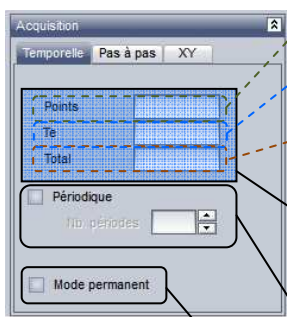 Acquisition
Temporelle Pas à pas XY
Points
Te
Total
Périodique
Nb. périodes
Mode permanent